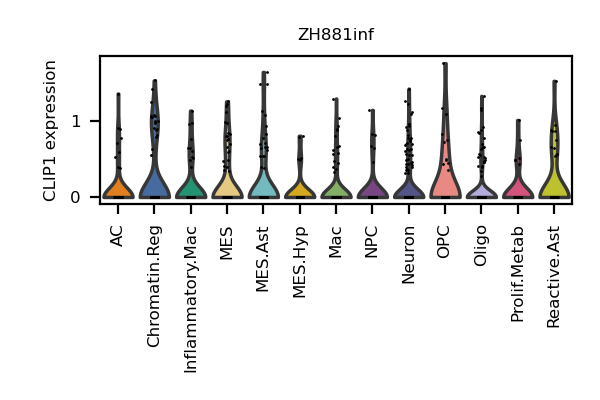 ZH881inf
CLIP1 expression
1
0
AC
Chromatin.Reg
Inflammatory.Mac
MES
MES.Ast
MES.Hyp
Mac
NPC
Neuron
OPC
Oligo
Prolif.Metab
Reactive.Ast